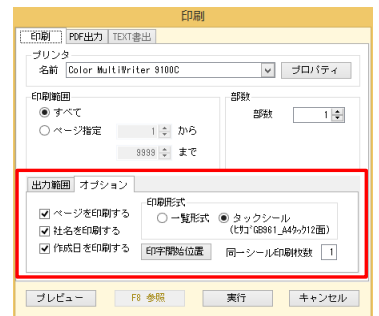 印刷
印刷 PDF出力 TEXT書出
プリンタ
名前 Color MultiWriter 9100C プロパティ
印刷範囲
すべて
ページ指定 1 から
9999 まで
部数
部数 1
出力範囲 オプション
ページを印刷する
社名を印刷する
作成日を印刷する
印刷形式
一覧形式 タックシール
(ﾋｻｺﾞGB961_A4ﾀｯｸ12面)
印字開始位置 同一シール印刷枚数 1
プレビュー F8 参照 実行 キャンセル